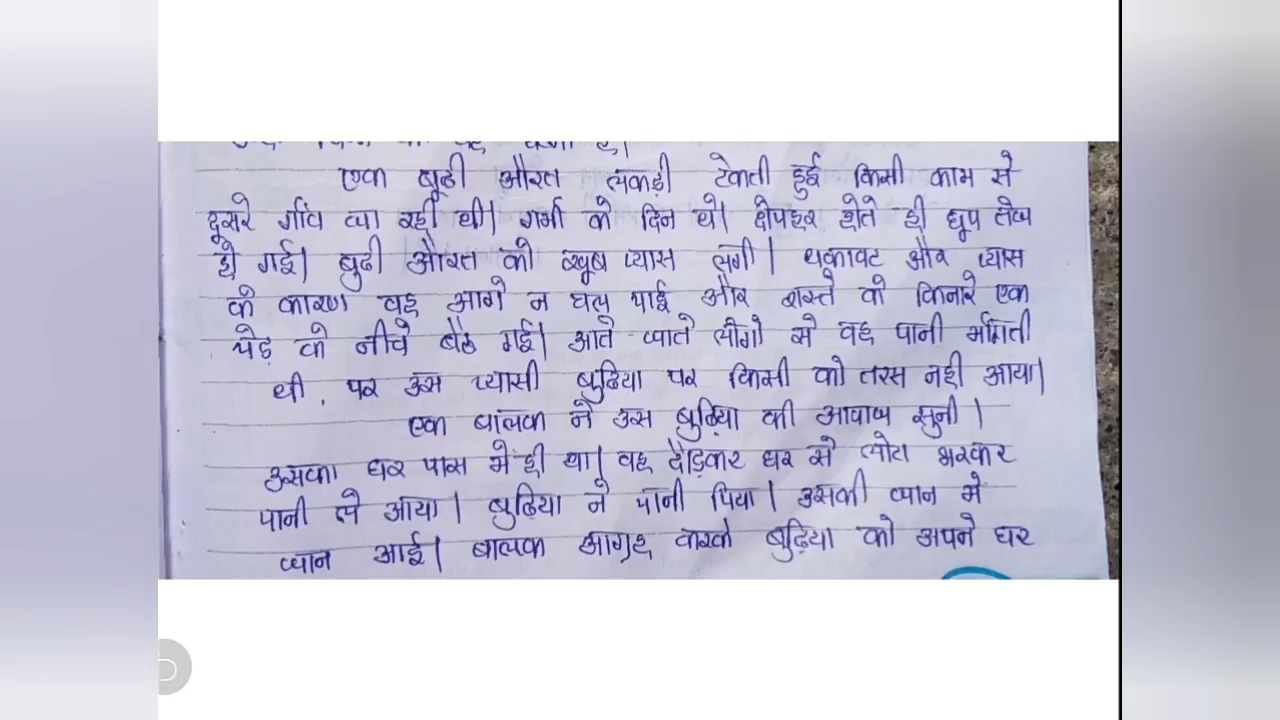 एक बूढी औरत लकड़ी टेकती हुई किसी काम से
दूसरे गाँव जा रही थी। गर्मी के दिन थे। दोपहर होते ही धूप तेज
हो गई। बुढी औरत को खूब प्यास लगी। थकावट और प्यास
के कारण वह आगे न चल पाई और रास्ते के किनारे एक
पेड़ के नीचे बैठ गई। आते जाते लोगो से वह पानी माँगती
थी, पर उस प्यासी बुढ़िया पर किसी को तरस नही आया।
एक बालक ने उस बुढ़िया की आवाज सुनी।
उसका घर पास मे ही था। वह दौड़कर घर से लोटा भरकर
पानी ले आया। बुढ़िया ने पानी पिया। उसकी जान मे
जान आई। बालक आग्रह करके बुढ़िया को अपने घर